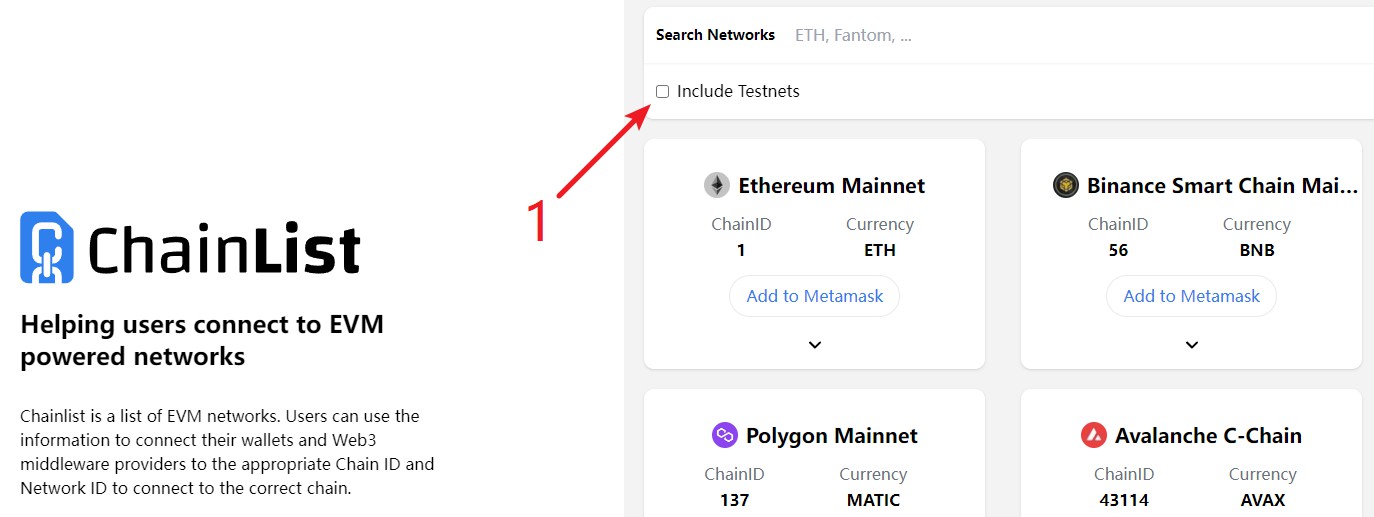 Search Networks ETH, Fantom, ...
Include Testnets
1
ChainList
Helping users connect to EVM
powered networks
Chainlist is a list of EVM networks. Users can use the
information to connect their wallets and Web3
middleware providers to the appropriate Chain ID and
Network ID to connect to the correct chain.
Ethereum Mainnet
ChainID Currency
1 ETH
Add to Metamask
Binance Smart Chain Mai...
ChainID Currency
56 BNB
Add to Metamask
Polygon Mainnet
ChainID Currency
137 MATIC
Avalanche C-Chain
ChainID Currency
43114 AVAX